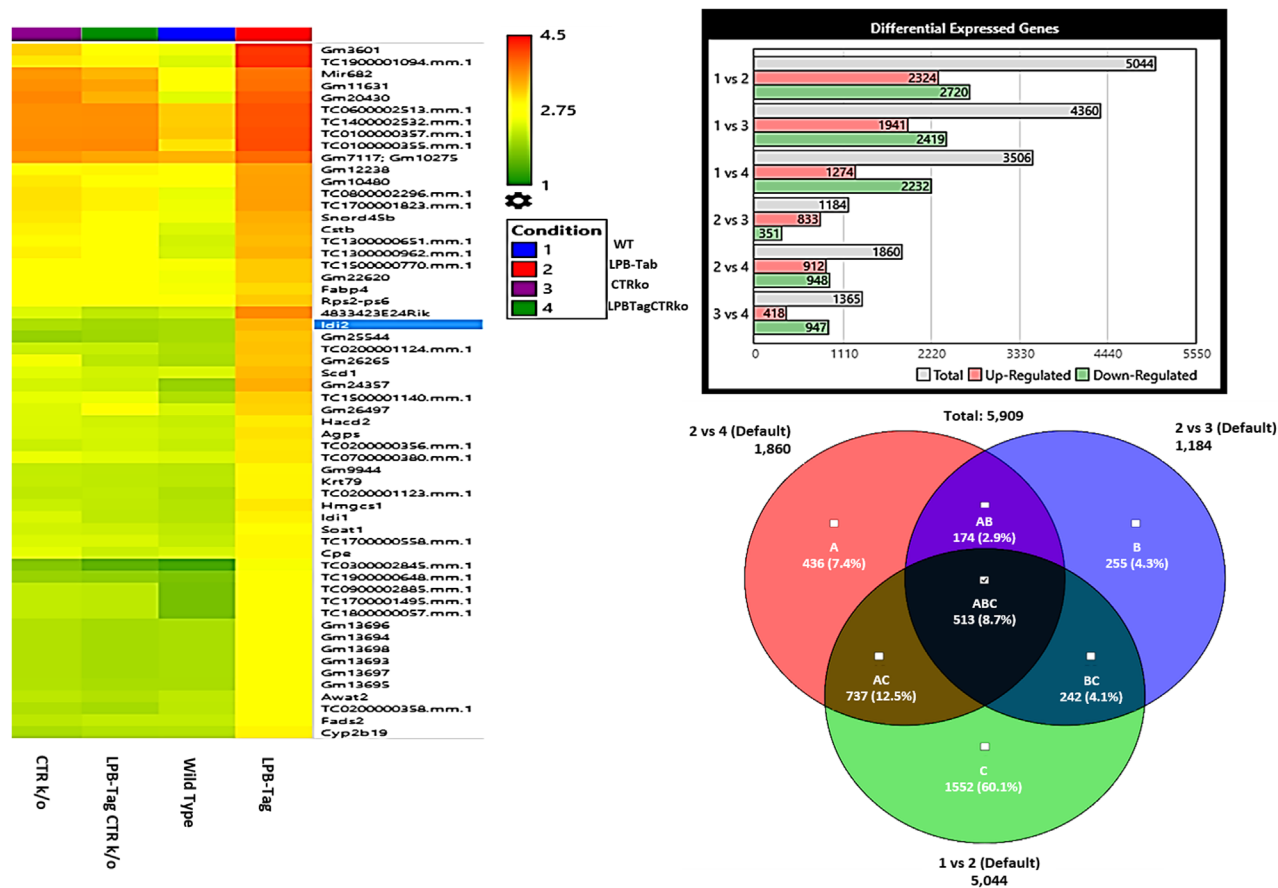 Gm3601
TC1900001094.mm.1
Mir682
Gm11631
Gm20430
TC0600002513.mm.1
TC1400002532.mm.1
TC0100000357.mm.1
TC0100000355.mm.1
Gm7117; Gm10275
Gm12238
Gm10480
TC0800002296.mm.1
TC1700001823.mm.1
Snord45b
Cstb
TC1300000651.mm.1
TC1300000962.mm.1
TC1500000770.mm.1
Gm22620
Fabp4
Rps2-ps6
4833423E24Rik
Idi2
Gm25544
TC0200001124.mm.1
Gm26265
Scd1
Gm24357
TC1500001140.mm.1
Gm26497
Hacd2
Agps
TC0200000356.mm.1
TC0700000380.mm.1
Gm9944
Krt79
TC0200001123.mm.1
Hmgcs1
Idi1
Soat1
TC1700000558.mm.1
Cpe
TC0300002845.mm.1
TC1900000648.mm.1
TC0900002885.mm.1
TC1700001495.mm.1
TC1800000057.mm.1
Gm13696
Gm13694
Gm13698
Gm13693
Gm13697
Gm13695
Awat2
TC0200000358.mm.1
Fads2
Cyp2b19
CTR k/o
LPB-Tag CTR k/o
Wild Type
LPB-Tag
4.5
2.75
1
Condition
1 WT
2 LPB-Tab
3 CTRko
4 LPBTagCTRko
Differential Expressed Genes
1 vs 2 5044
2324
2720
1 vs 3 4360
1941
2419
1 vs 4 3506
1274
2232
2 vs 3 1184
833
351
2 vs 4 1860
912
948
3 vs 4 1365
418
947
0 1110 2220 3330 4440 5550
Total Up-Regulated Down-Regulated
Total: 5,909
2 vs 4 (Default)
1,860
2 vs 3 (Default)
1,184
A
436 (7.4%)
AB
174 (2.9%)
B
255 (4.3%)
ABC
513 (8.7%)
AC
737 (12.5%)
BC
242 (4.1%)
C
1552 (60.1%)
1 vs 2 (Default)
5,044